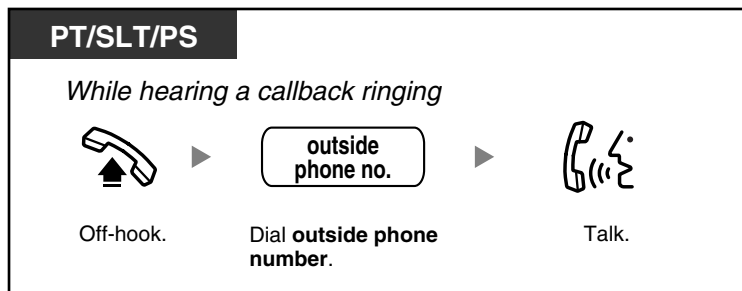 PT/SLT/PS
While hearing a callback ringing
outside
phone no.
Off-hook.
Dial outside phone
number.
Talk.